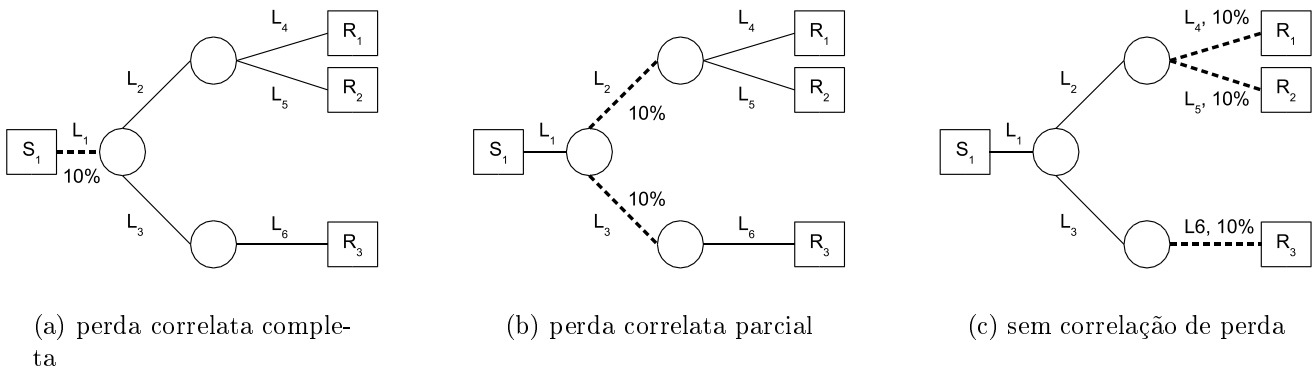 L₄
R₁
L₂
R₂
L₅
L₁
S₁
10%
L₃
L₆
R₃
(a) perda correlata comple-
ta
L₄
R₁
L₂
R₂
10%
L₅
L₁
S₁
10%
L₃
L₆
R₃
(b) perda correlata parcial
L₄, 10%
R₁
L₂
R₂
L₅, 10%
L₁
S₁
L₃
L6, 10%
R₃
(c) sem correlação de perda